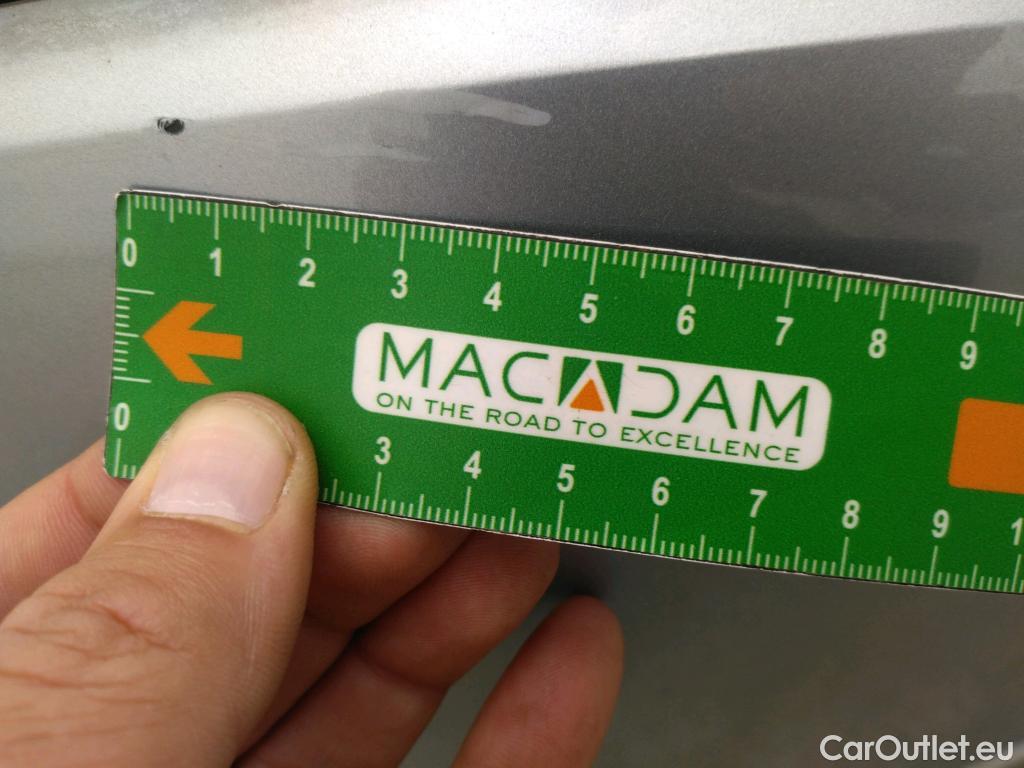 0 1 2 3 4 5 6 7 8 9
MACADAM
ON THE ROAD TO EXCELLENCE
0 3 4 5 6 7 8 9 1
CarOutlet.eu